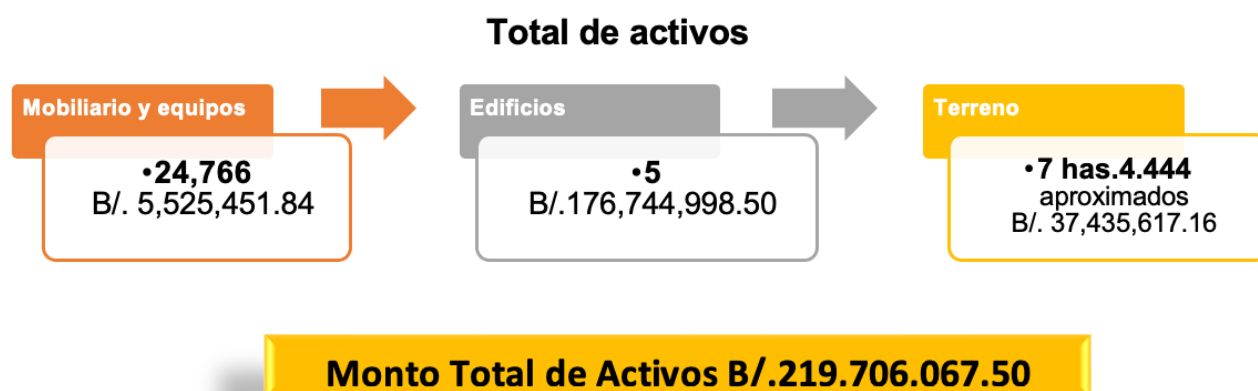 Total de activos
Mobiliario y equipos
•24,766
B/. 5,525,451.84
Edificios
•5
B/.176,744,998.50
Terreno
•7 has.4.444
aproximados
B/. 37,435,617.16
Monto Total de Activos B/.219.706.067.50